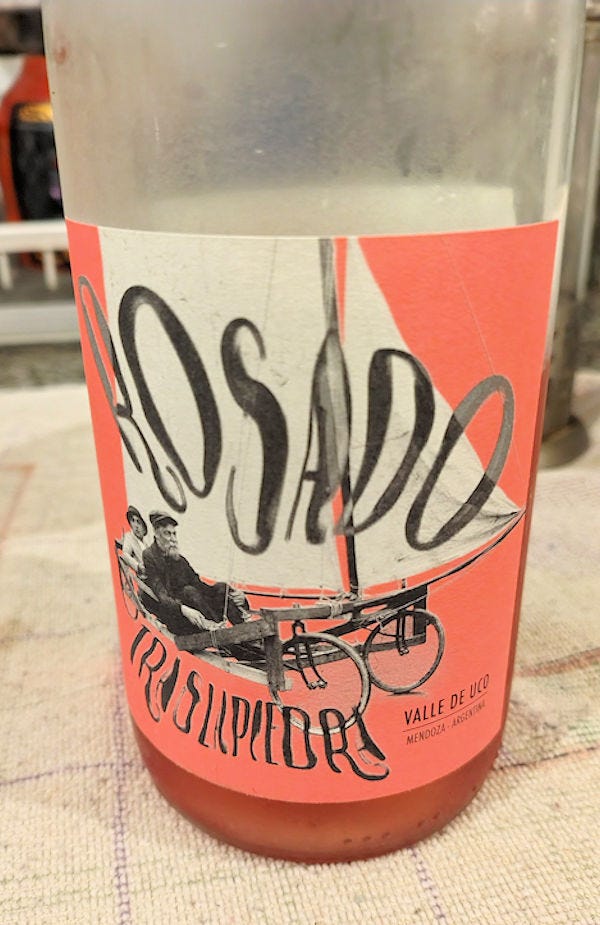 ROSADO
TRASLAPIEDRA
VALLE DE UCO
MENDOZA - ARGENTINA